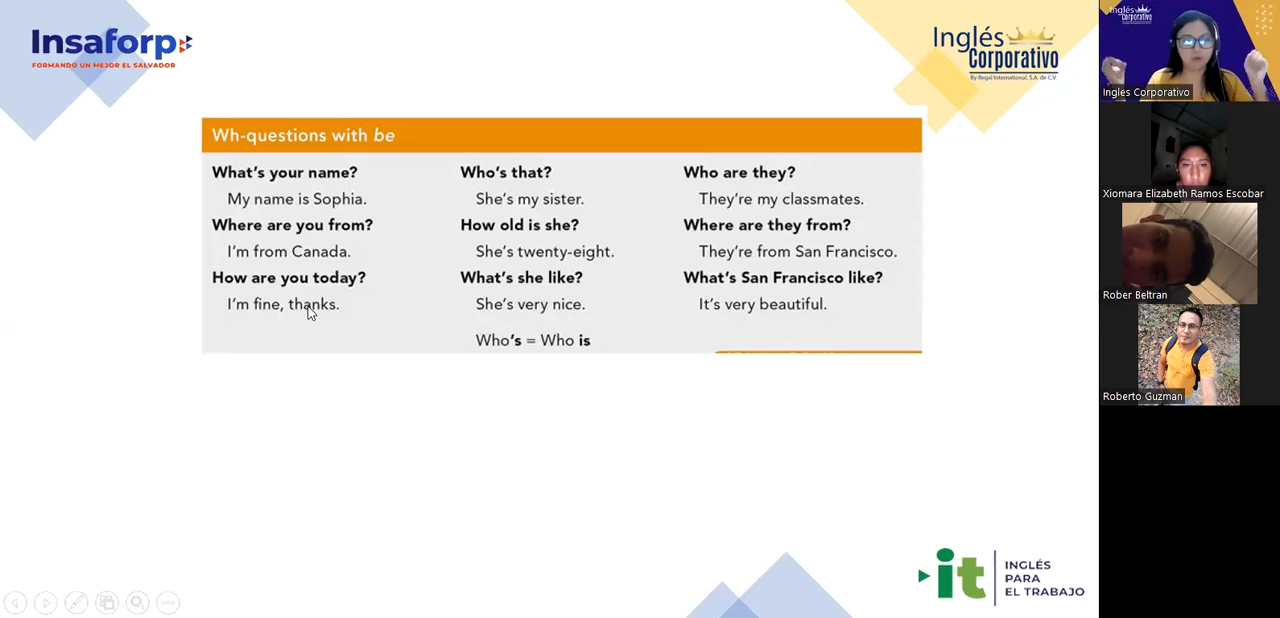 Insaforp
FORMANDO UN MEJOR EL SALVADOR
Inglés
Corporativo
By Regal International, S.A. de C.V
Wh-questions with be
What's your name?
My name is Sophia.
Where are you from?
I'm from Canada.
How are you today?
I'm fine, thanks.
Who's that?
She's my sister.
How old is she?
She's twenty-eight.
What's she like?
She's very nice.
Who's = Who is
Who are they?
They're my classmates.
Where are they from?
They're from San Francisco.
What's San Francisco like?
It's very beautiful.
it
INGLÉS
PARA
EL TRABAJO
Inglés
Corporativo
Ingles Corporativo
Xiomara Elizabeth Ramos Escobar
Rober Beltran
Roberto Guzman